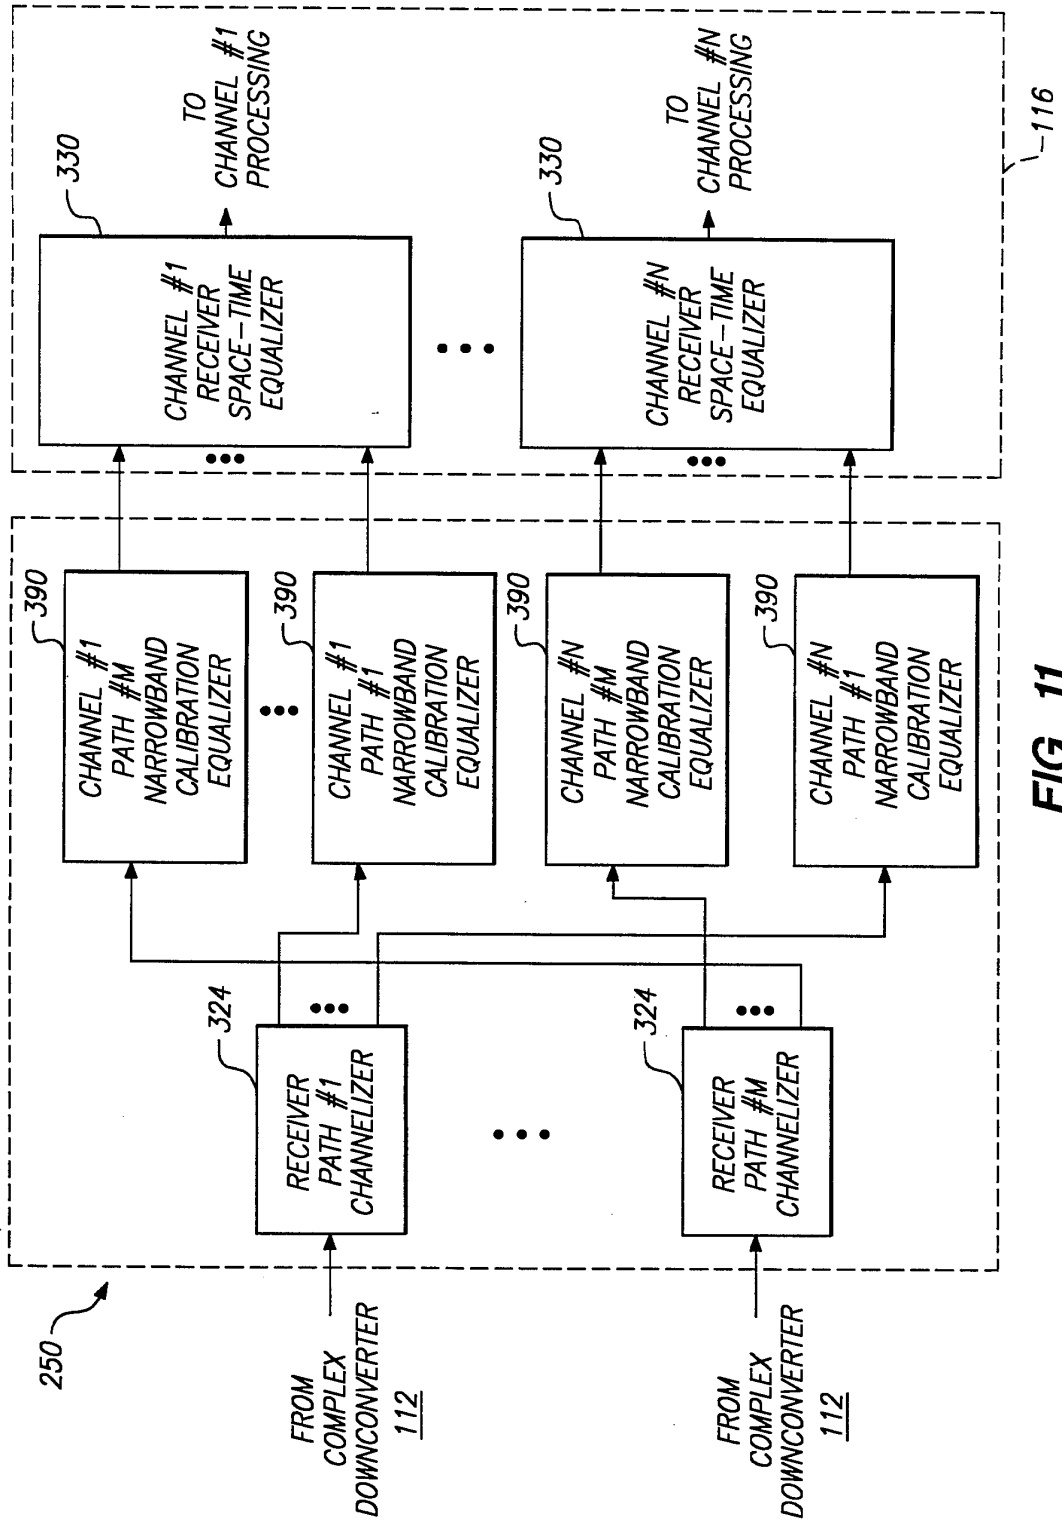 250
FROM
COMPLEX
DOWNCONVERTER
112
FROM
COMPLEX
DOWNCONVERTER
112
324
RECEIVER
PATH #1
CHANNELIZER
324
RECEIVER
PATH #M
CHANNELIZER
390
CHANNEL #1
PATH #M
NARROWBAND
CALIBRATION
EQUALIZER
390
CHANNEL #1
PATH #1
NARROWBAND
CALIBRATION
EQUALIZER
390
CHANNEL #N
PATH #M
NARROWBAND
CALIBRATION
EQUALIZER
390
CHANNEL #N
PATH #1
NARROWBAND
CALIBRATION
EQUALIZER
330
CHANNEL #1
RECEIVER
SPACE-TIME
EQUALIZER
330
CHANNEL #N
RECEIVER
SPACE-TIME
EQUALIZER
TO
CHANNEL #1
PROCESSING
TO
CHANNEL #N
PROCESSING
116
FIG. 11